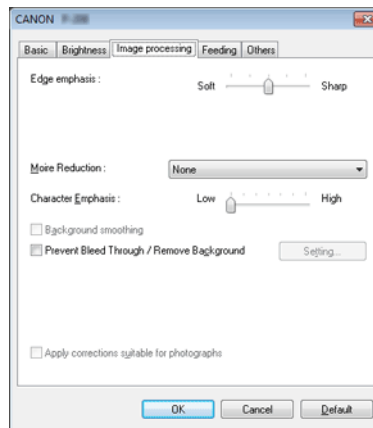 CANON
Basic Brightness Image processing Feeding Others
Edge emphasis : Soft Sharp
Moire Reduction : None
Character Emphasis : Low High
Background smoothing
Prevent Bleed Through / Remove Background Setting...
Apply corrections suitable for photographs
OK Cancel Default